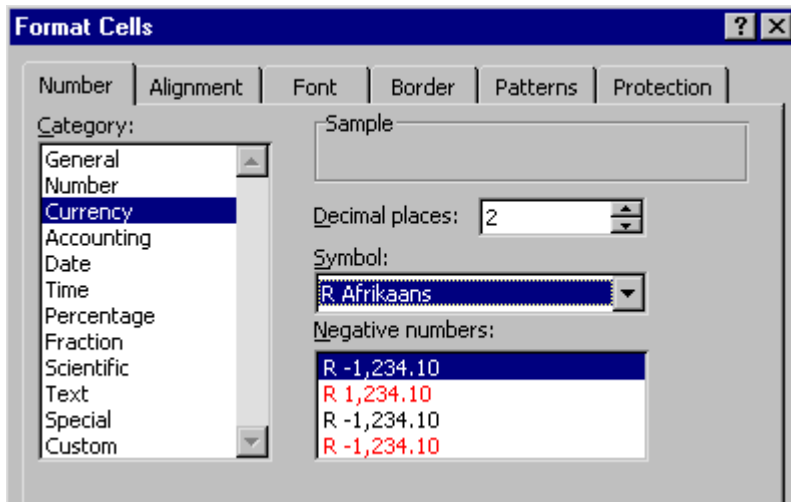 Format Cells
Number Alignment Font Border Patterns Protection
Category:
General
Number
Currency
Accounting
Date
Time
Percentage
Fraction
Scientific
Text
Special
Custom
Sample
Decimal places: 2
Symbol:
R Afrikaans
Negative numbers:
R -1,234.10
R 1,234.10
R -1,234.10
R -1,234.10